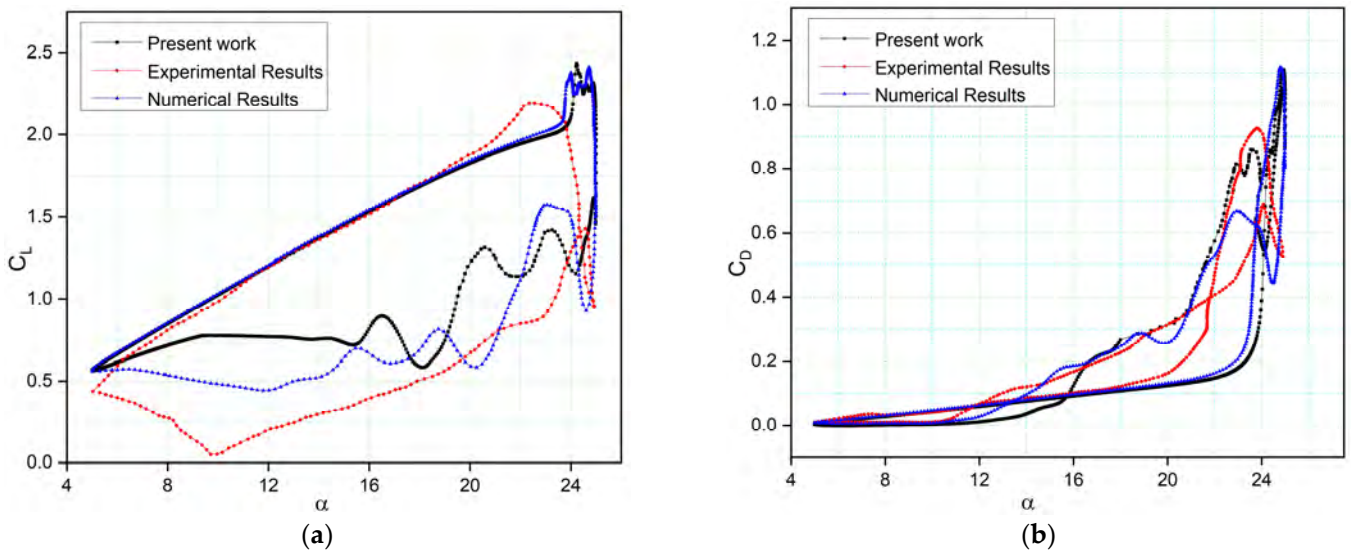 Present work
Experimental Results
Numerical Results
2.5
2.0
1.5
1.0
0.5
0.0
C_L
4 8 12 16 20 24
α
(a)
Present work
Experimental Results
Numerical Results
1.2
1.0
0.8
0.6
0.4
0.2
0.0
C_D
4 8 12 16 20 24
α
(b)